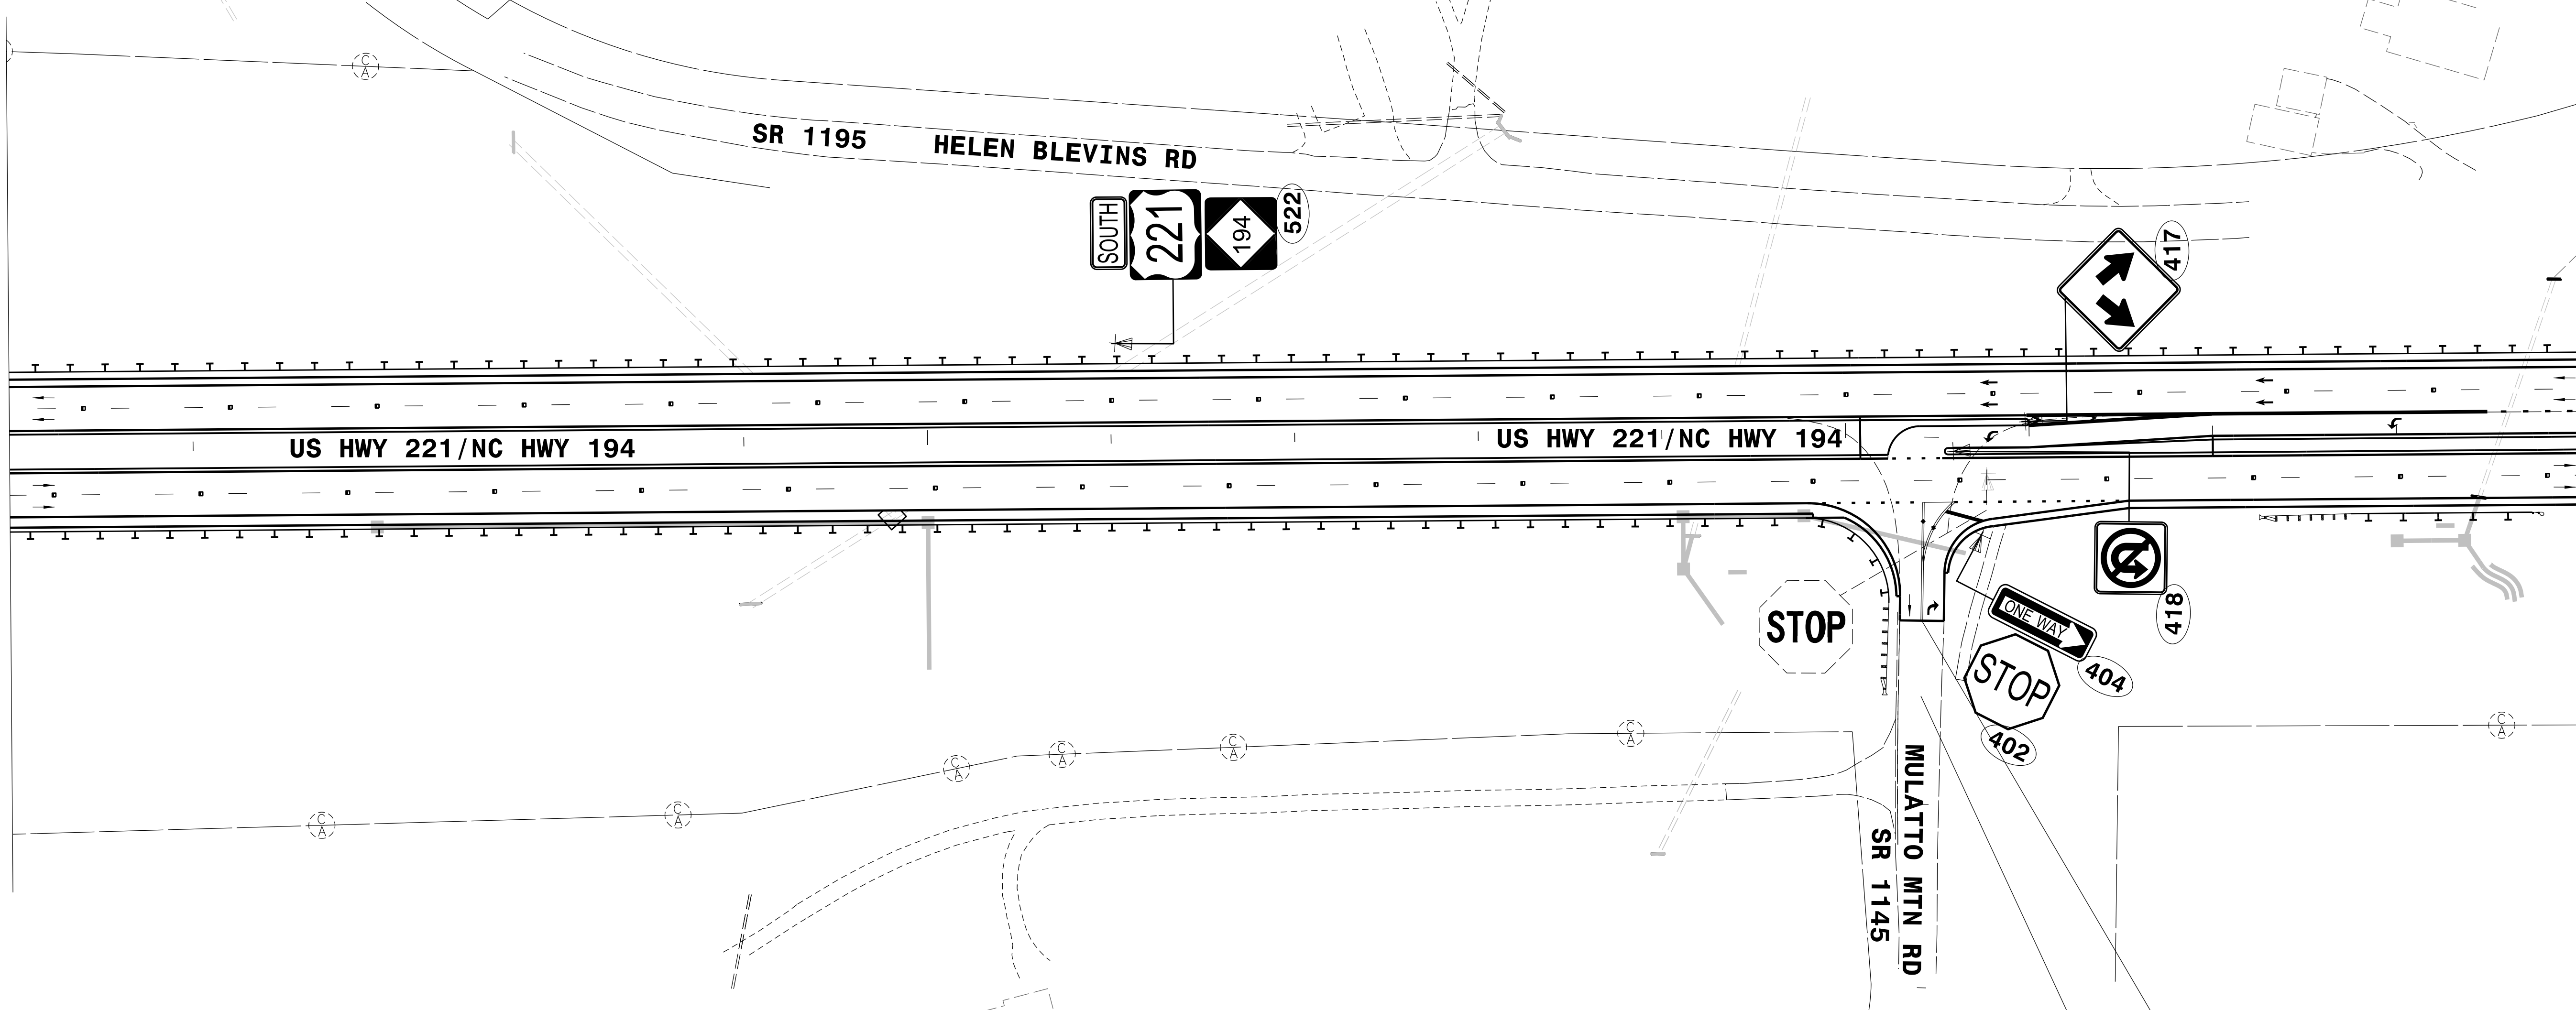 C
A
SR 1195 HELEN BLEVINS RD
SOUTH
221
194
522
417
US HWY 221/NC HWY 194
US HWY 221/NC HWY 194
STOP
ONE WAY
404
418
STOP
402
C
A
C
A
C
A
C
A
C
A
C
A
C
A
MULATTO MTN RD
SR 1145